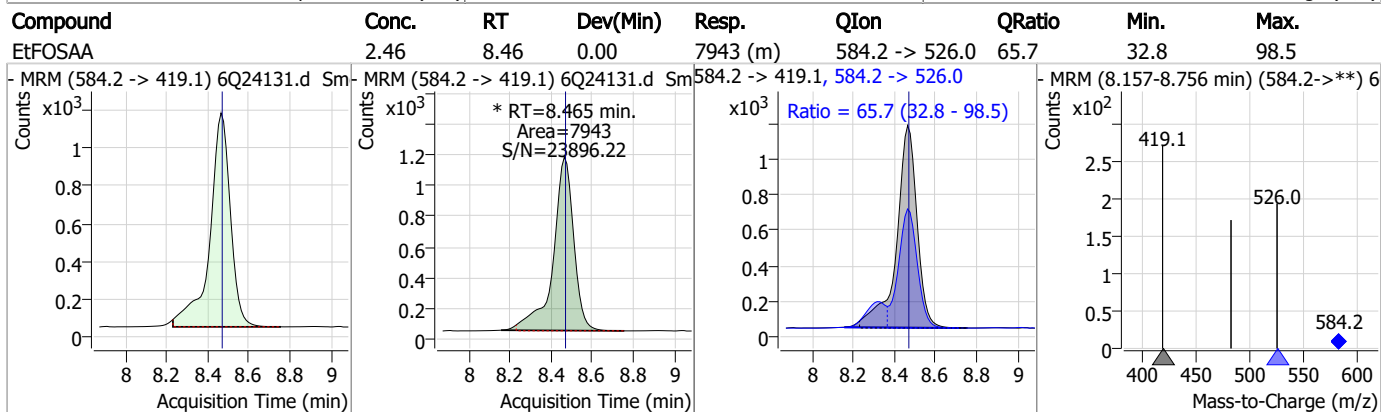 Compound Conc. RT Dev(Min) Resp. QIon QRatio Min. Max.
EtFOSAA 2.46 8.46 0.00 7943 (m) 584.2 -> 526.0 65.7 32.8 98.5
- MRM (584.2 -> 419.1) 6Q24131.d Sm
Counts
x10³
1
0.8
0.6
0.4
0.2
0
8 8.2 8.4 8.6 8.8 9
Acquisition Time (min)
- MRM (584.2 -> 419.1) 6Q24131.d Sm
Counts
x10³
* RT=8.465 min.
Area=7943
S/N=23896.22
1.2
1
0.8
0.6
0.4
0.2
0
8 8.2 8.4 8.6 8.8 9
Acquisition Time (min)
584.2 -> 419.1, 584.2 -> 526.0
x10³
Ratio = 65.7 (32.8 - 98.5)
1
0.8
0.6
0.4
0.2
0
8 8.2 8.4 8.6 8.8 9
Acquisition Time (min)
- MRM (8.157-8.756 min) (584.2->**) 6
Counts
x10²
419.1
526.0
584.2
2.5
2
1.5
1
0.5
0
400 450 500 550 600
Mass-to-Charge (m/z)